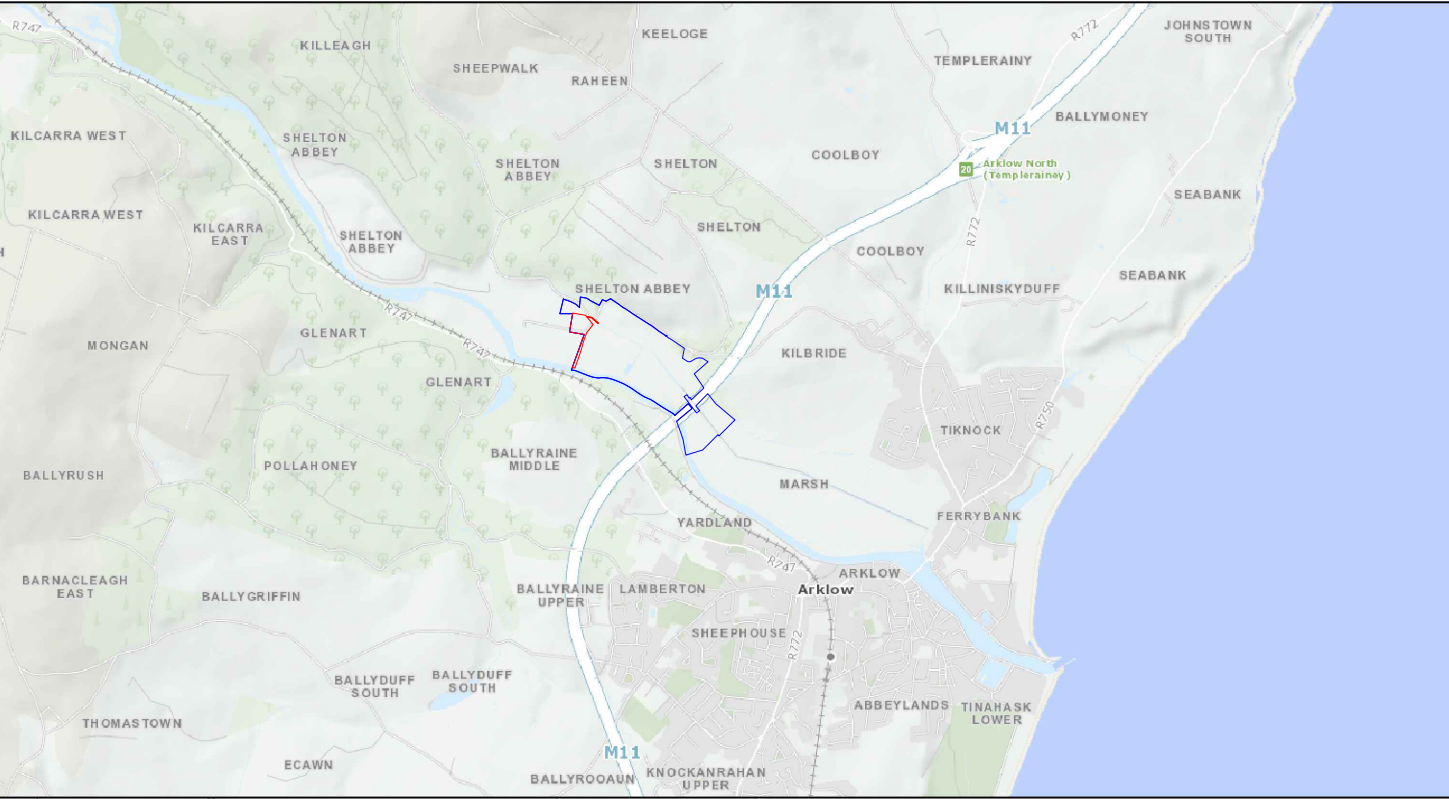 R747
KILLEAGH
KEELOGE
R772
JOHNSTOWN
SOUTH
SHEEPWALK
RAHEEN
TEMPLERAINY
KILCARRA WEST
SHELTON
ABBEY
M11
BALLYMONEY
SHELTON
ABBEY
SHELTON
COOLBOY
20
Arklow North
(Templerainey)
SEABANK
KILCARRA WEST
KILCARRA
EAST
SHELTON
ABBEY
SHELTON
R772
H
COOLBOY
SEABANK
SHELTON ABBEY
M11
KILLINISKYDUFF
R747
GLENART
MONGAN
R747
KILBRIDE
GLENART
R750
TIKNOCK
BALLYRAINE
MIDDLE
POLLAHONEY
BALLYRUSH
MARSH
YARDLAND
FERRYBANK
R747
ARKLOW
BARNACLEAGH
EAST
BALLYGRIFFIN
BALLYRAINE
UPPER
LAMBERTON
Arklow
SHEEPHOUSE
R772
BALLYDUFF
SOUTH
BALLYDUFF
SOUTH
ABBEYLANDS
TINAHASK
LOWER
THOMASTOWN
M11
ECAWN
BALLYROOAUN
KNOCKANRAHAN
UPPER